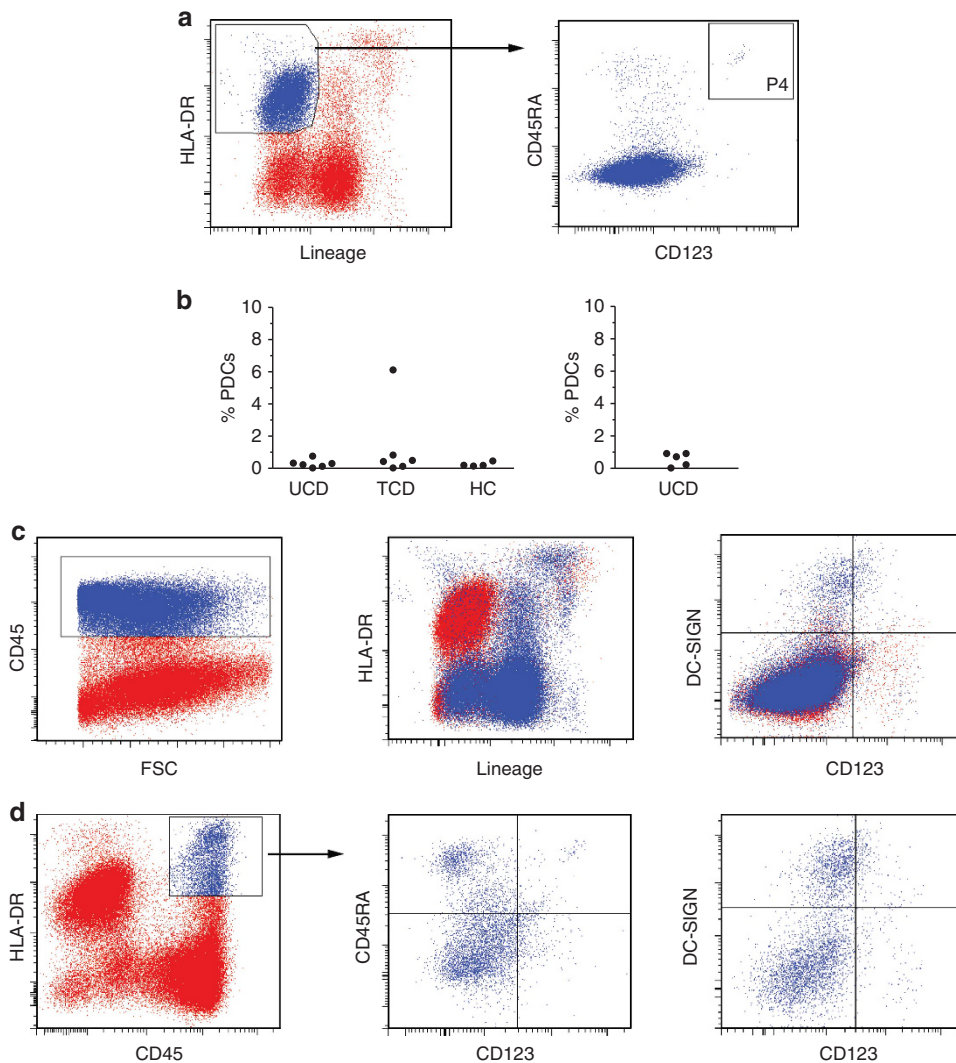 a
HLA-DR
Lineage
CD45RA
P4
CD123
b
% PDCs
10
8
6
4
2
0
UCD TCD HC
% PDCs
10
8
6
4
2
0
UCD
c
CD45
FSC
HLA-DR
Lineage
DC-SIGN
CD123
d
HLA-DR
CD45
CD45RA
CD123
DC-SIGN
CD123